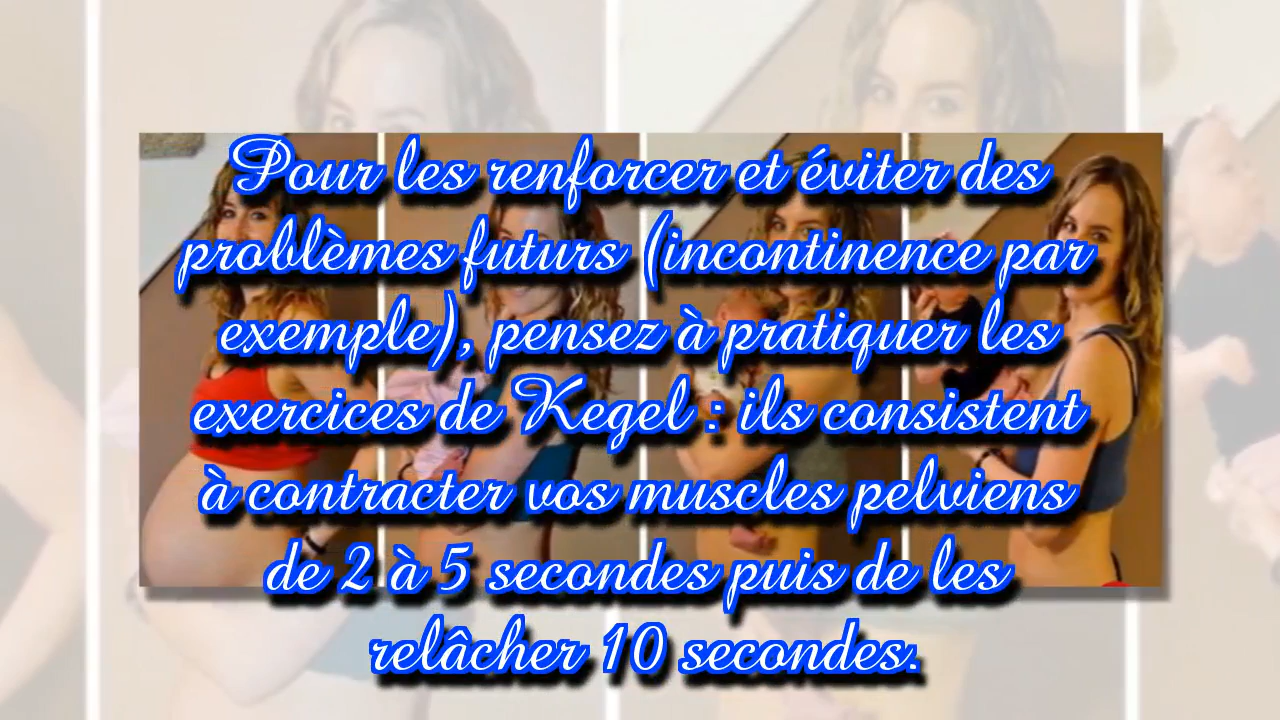 Pour les renforcer et éviter des
problèmes futurs (incontinence par
exemple), pensez à pratiquer les
exercices de Kegel : ils consistent
à contracter vos muscles pelviens
de 2 à 5 secondes puis de les
relâcher 10 secondes.